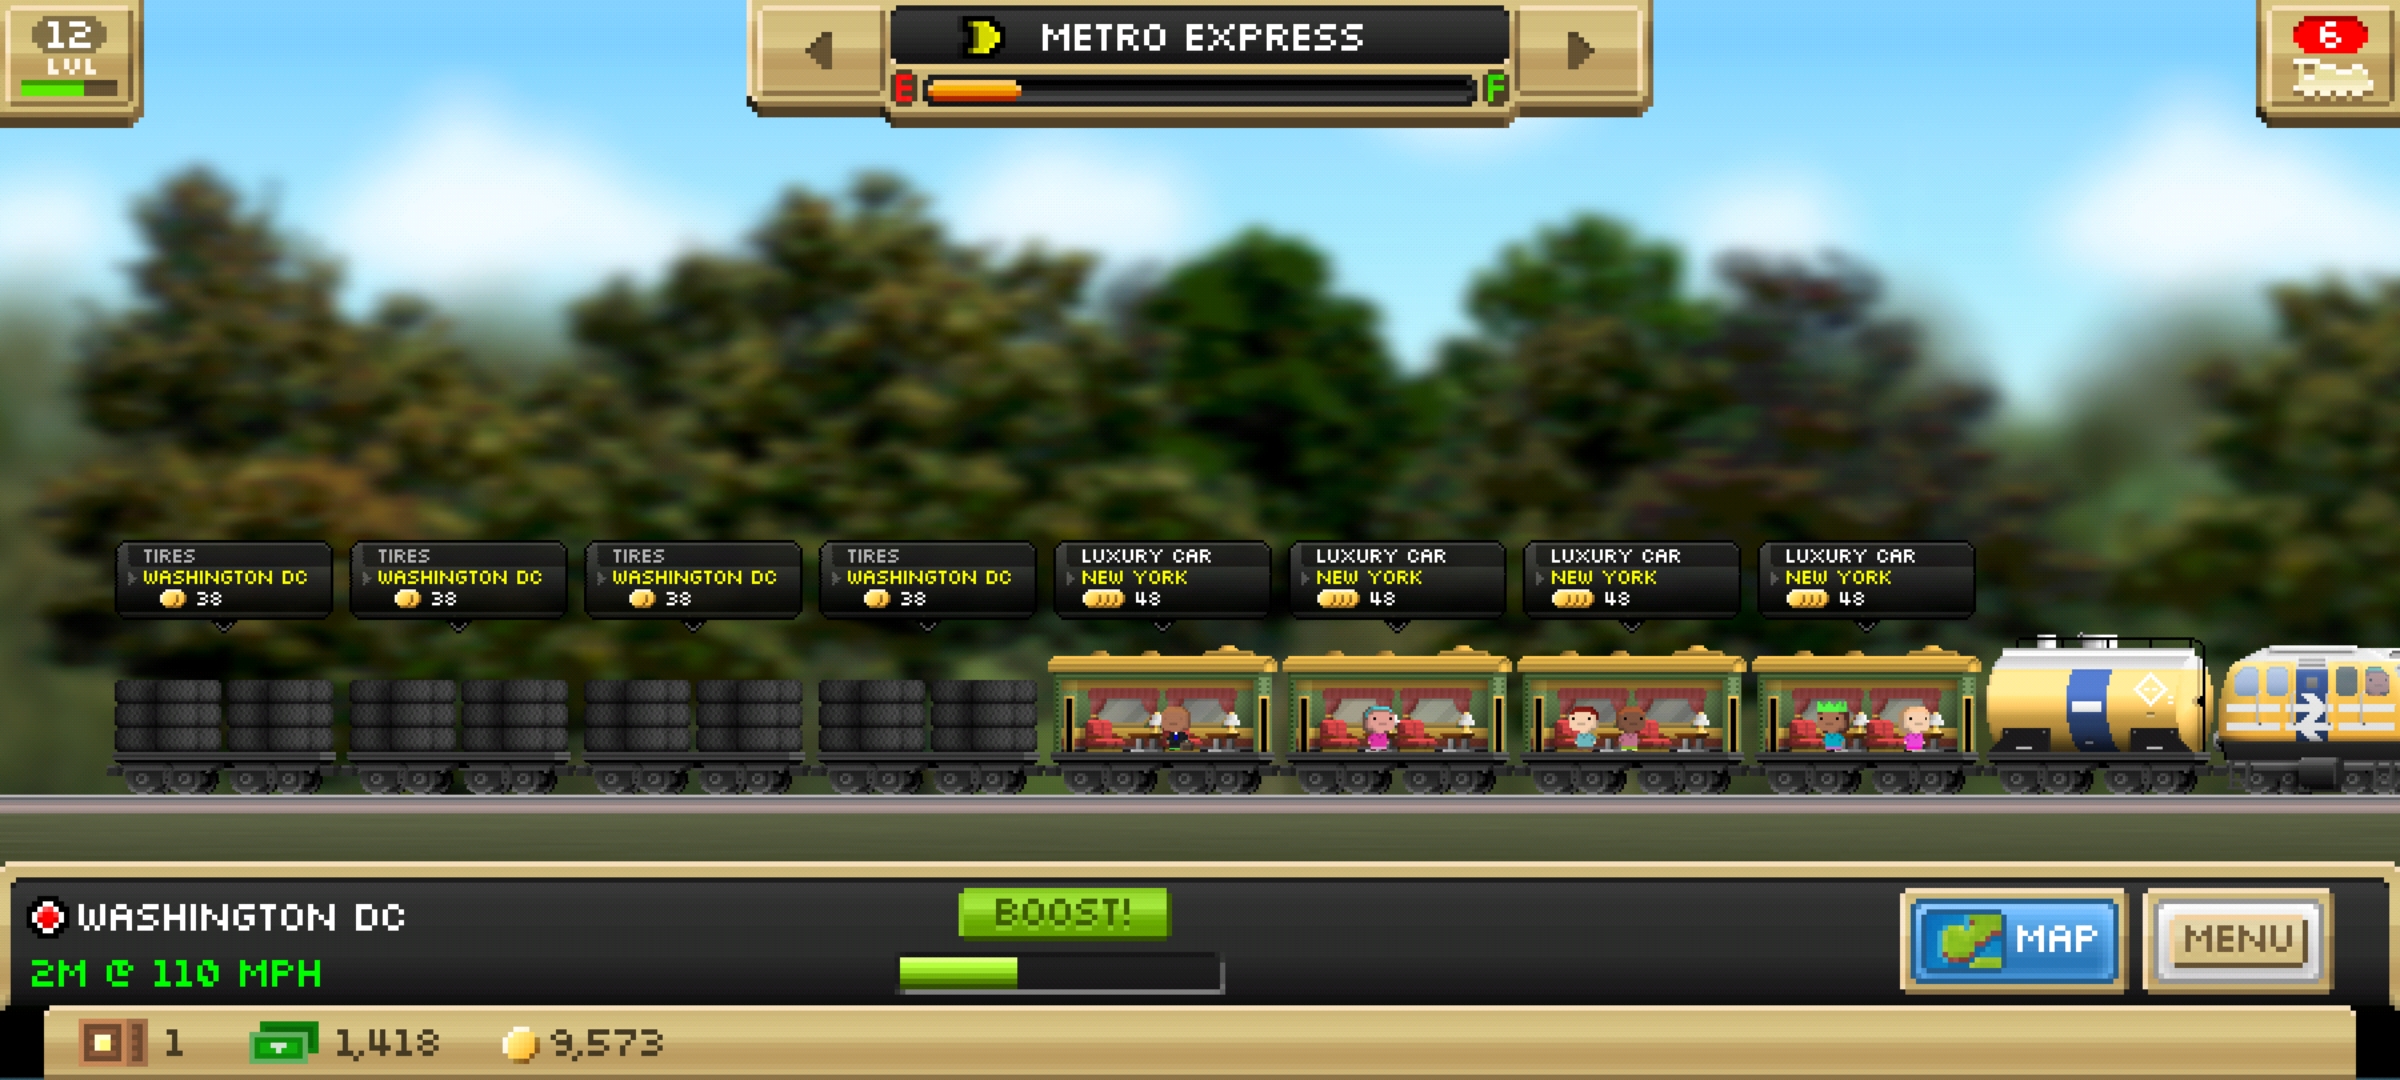 12
LVL
METRO EXPRESS
E F
6
TIRES
WASHINGTON DC
38
TIRES
WASHINGTON DC
38
TIRES
WASHINGTON DC
38
TIRES
WASHINGTON DC
38
LUXURY CAR
NEW YORK
48
LUXURY CAR
NEW YORK
48
LUXURY CAR
NEW YORK
48
LUXURY CAR
NEW YORK
48
WASHINGTON DC
2M @ 110 MPH
BOOST!
MAP
MENU
1
1,418
9,573